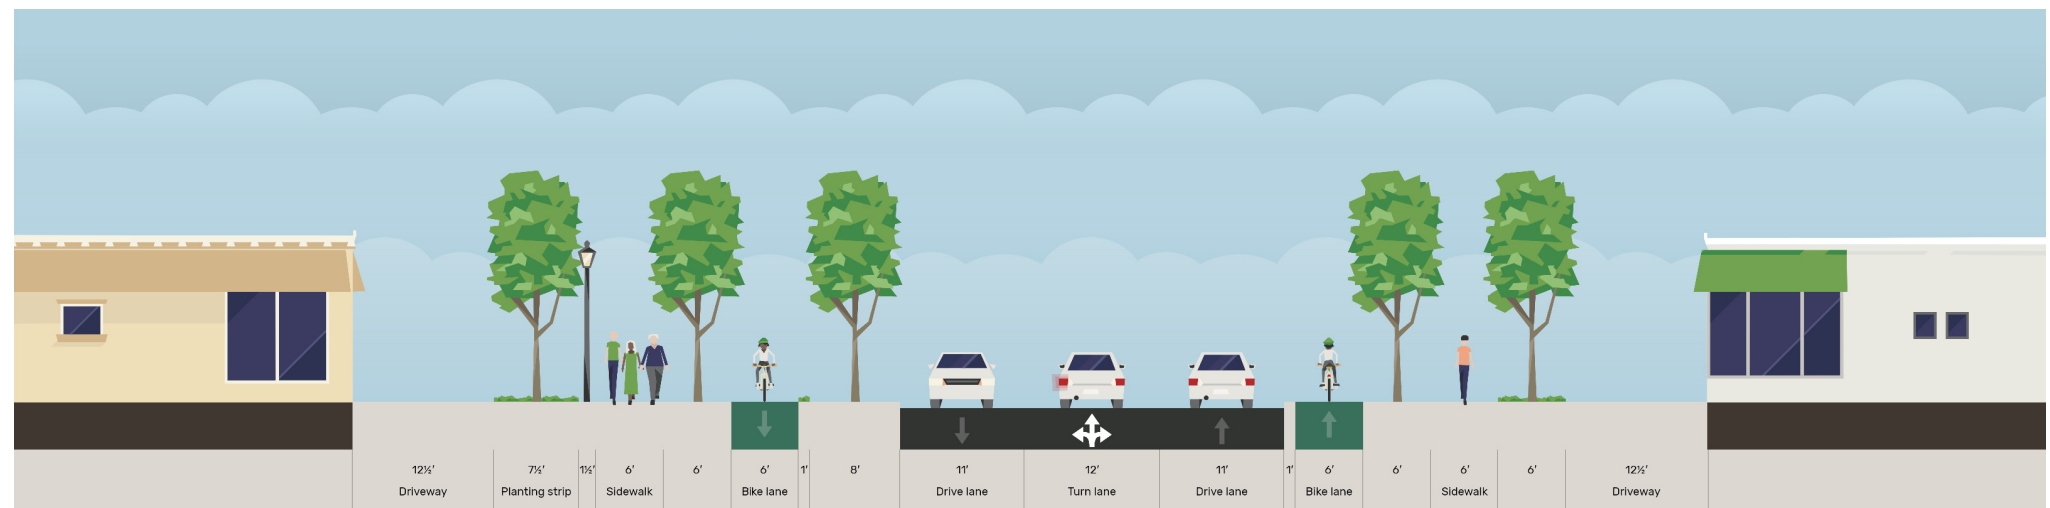 12½′ 7½′ 1½′ 6′ 6′ 6′ 1′ 8′ 11′ 12′ 11′ 1′ 6′ 6′ 6′ 6′ 12½′
Driveway Planting strip Sidewalk Bike lane Drive lane Turn lane Drive lane Bike lane Sidewalk Driveway